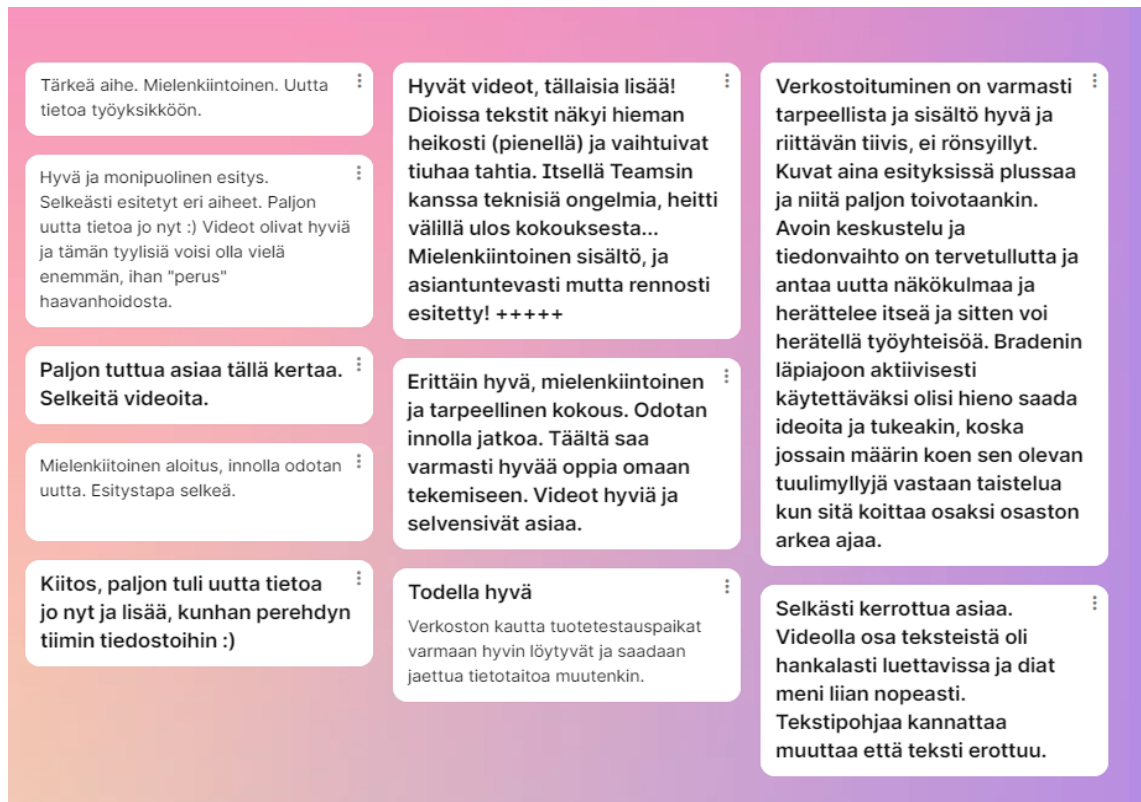 Tärkeä aihe. Mielenkiintoinen. Uutta
tietoa työyksikköön.
Hyvä ja monipuolinen esitys.
Selkeästi esitetyt eri aiheet. Paljon
uutta tietoa jo nyt :) Videot olivat hyviä
ja tämän tyylisiä voisi olla vielä
enemmän, ihan "perus"
haavanhoidosta.
Paljon tuttua asiaa tällä kertaa.
Selkeitä videoita.
Mielenkiitoinen aloitus, innolla odotan
uutta. Esitystapa selkeä.
Kiitos, paljon tuli uutta tietoa
jo nyt ja lisää, kunhan perehdyn
tiimin tiedostoihin :)
Hyvät videot, tällaisia lisää!
Dioissa tekstit näkyi hieman
heikosti (pienellä) ja vaihtuivat
tiuhaa tahtia. Itsellä Teamsin
kanssa teknisiä ongelmia, heitti
välillä ulos kokouksesta...
Mielenkiintoinen sisältö, ja
asiantuntevasti mutta rennosti
esitetty! +++++
Erittäin hyvä, mielenkiintoinen
ja tarpeellinen kokous. Odotan
innolla jatkoa. Täältä saa
varmasti hyvää oppia omaan
tekemiseen. Videot hyviä ja
selvensivät asiaa.
Todella hyvä
Verkoston kautta tuotetestauspaikat
varmaan hyvin löytyvät ja saadaan
jaettua tietotaitoa muutenkin.
Verkostoituminen on varmasti
tarpeellista ja sisältö hyvä ja
riittävän tiivis, ei rönsyillyt.
Kuvat aina esityksissä plussaa
ja niitä paljon toivotaankin.
Avoin keskustelu ja
tiedonvaihto on tervetullutta ja
antaa uutta näkökulmaa ja
herättelee itseä ja sitten voi
herätellä työyhteisöä. Bradenin
läpiajoon aktiivisesti
käytettäväksi olisi hieno saada
ideoita ja tukeakin, koska
jossain määrin koen sen olevan
tuulimyllyjä vastaan taistelua
kun sitä koittaa osaksi osaston
arkea ajaa.
Selkästi kerrottua asiaa.
Videolla osa teksteistä oli
hankalasti luettavissa ja diat
meni liian nopeasti.
Tekstipohjaa kannattaa
muuttaa että teksti erottuu.